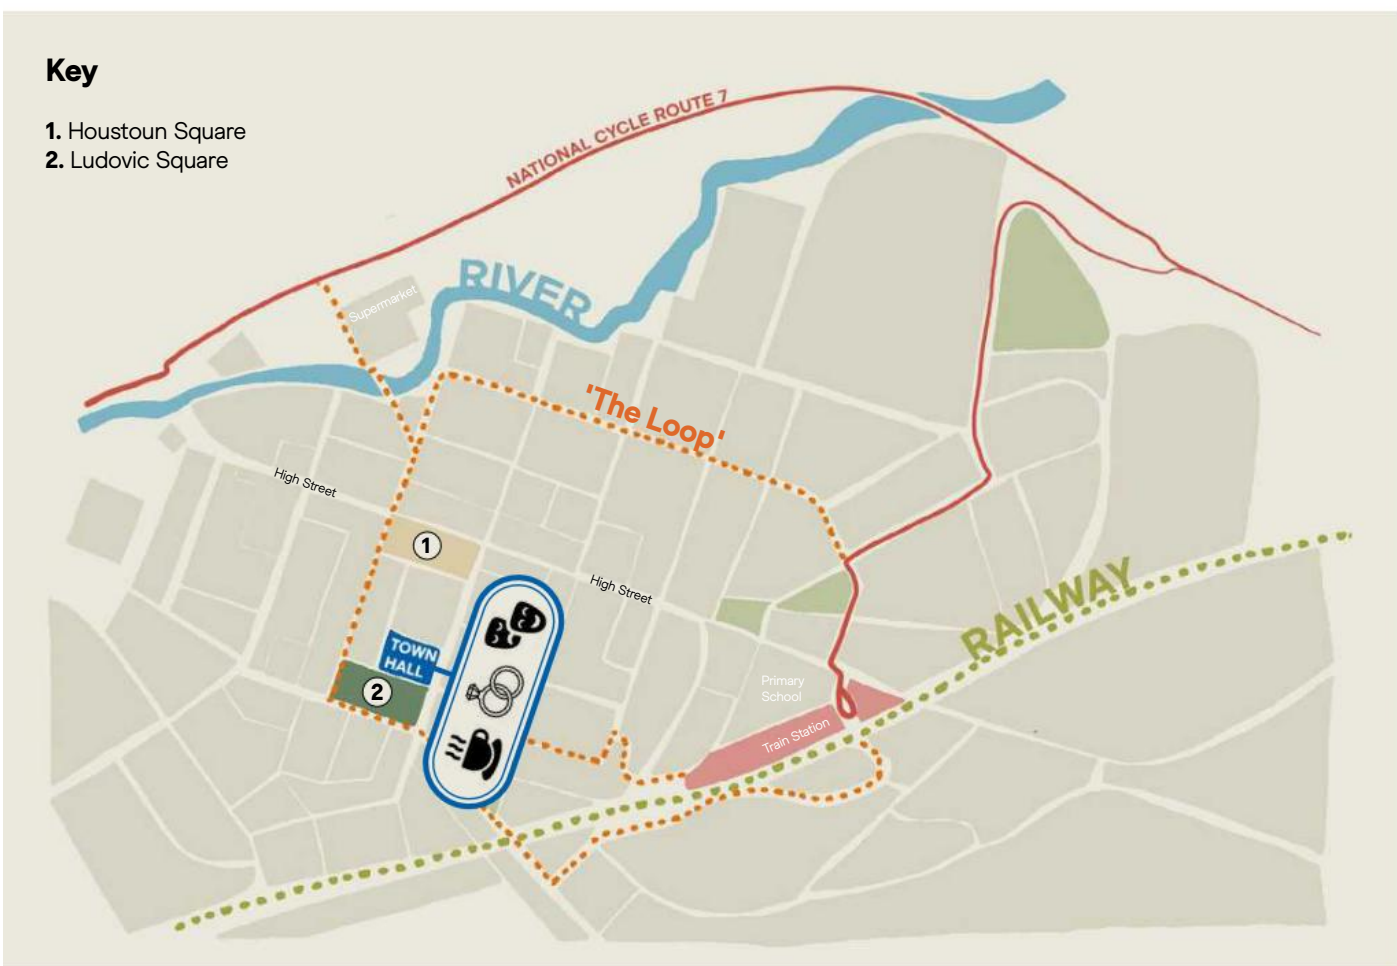 Key
1. Houstoun Square
2. Ludovic Square
NATIONAL CYCLE ROUTE 7
RIVER
Supermarket
'The Loop'
High Street
1
High Street
TOWN
HALL
2
RAILWAY
Primary
School
Train Station